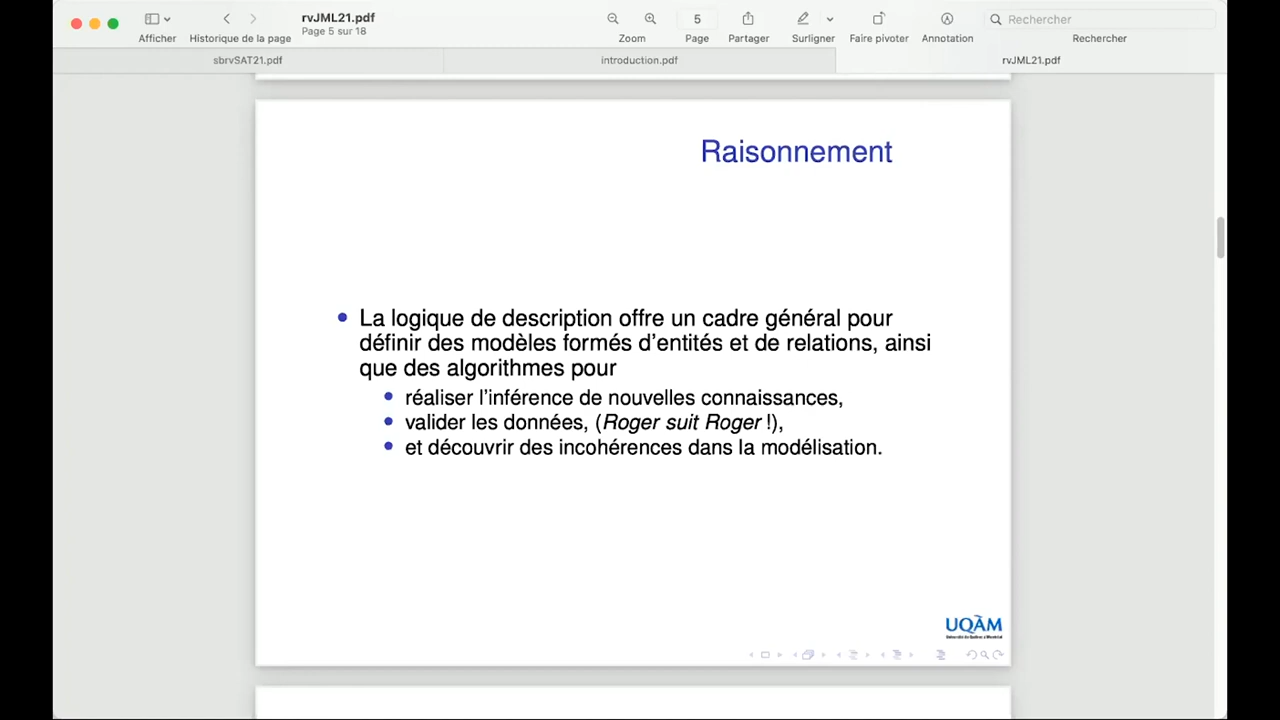 rvJML21.pdf
Page 5 sur 18
5
Rechercher
Afficher
Historique de la page
Zoom
Page
Partager
Surligner
Faire pivoter
Annotation
Rechercher
sbrvSAT21.pdf
introduction.pdf
rvJML21.pdf
Raisonnement
La logique de description offre un cadre général pour
définir des modèles formés d'entités et de relations, ainsi
que des algorithmes pour
réaliser l'inférence de nouvelles connaissances,
valider les données, (Roger suit Roger !),
et découvrir des incohérences dans la modélisation.
UQÀM
Université du Québec à Montréal